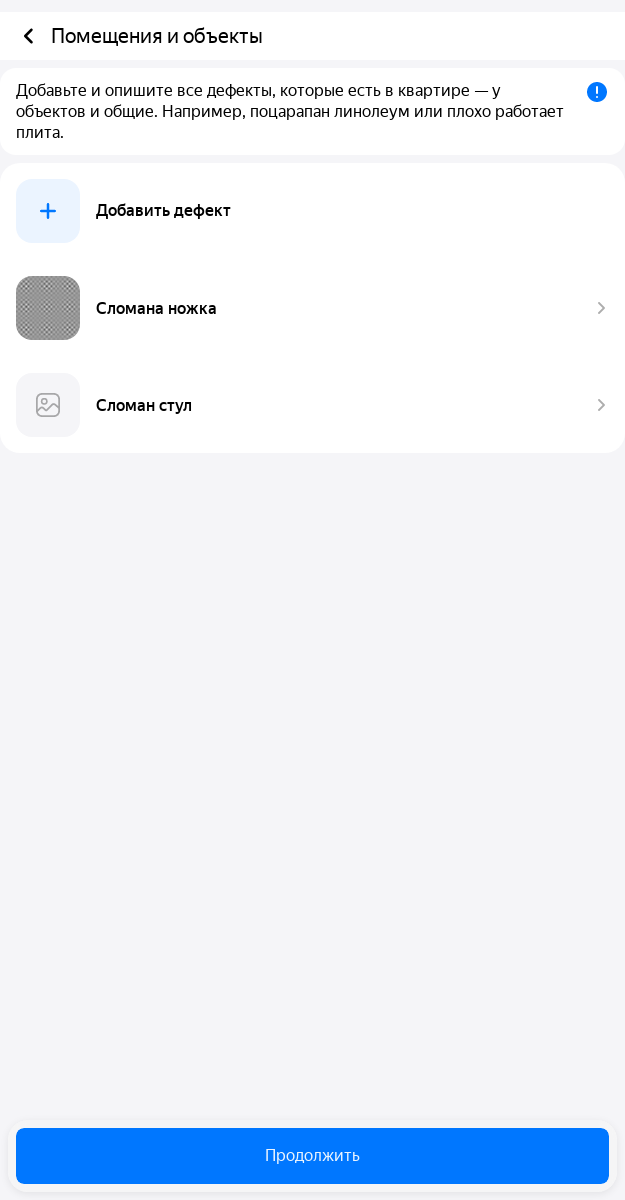 Помещения и объекты
Добавьте и опишите все дефекты, которые есть в квартире — у
объектов и общие. Например, поцарапан линолеум или плохо работает
плита.
Добавить дефект
Сломана ножка
Сломан стул
Продолжить